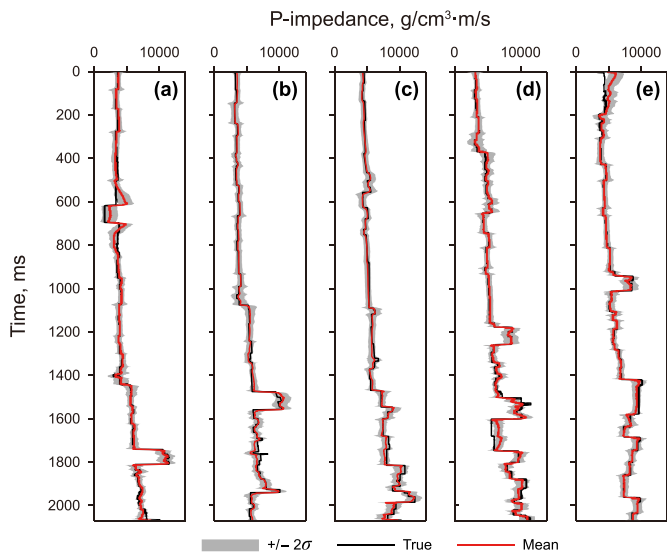 P-impedance, g/cm³·m/s
0 10000 0 10000 0 10000 0 10000 0 10000
0 (a) (b) (c) (d) (e)
200
400
600
800
1000
1200
1400
1600
1800
2000
Time, ms
+/− 2σ True Mean